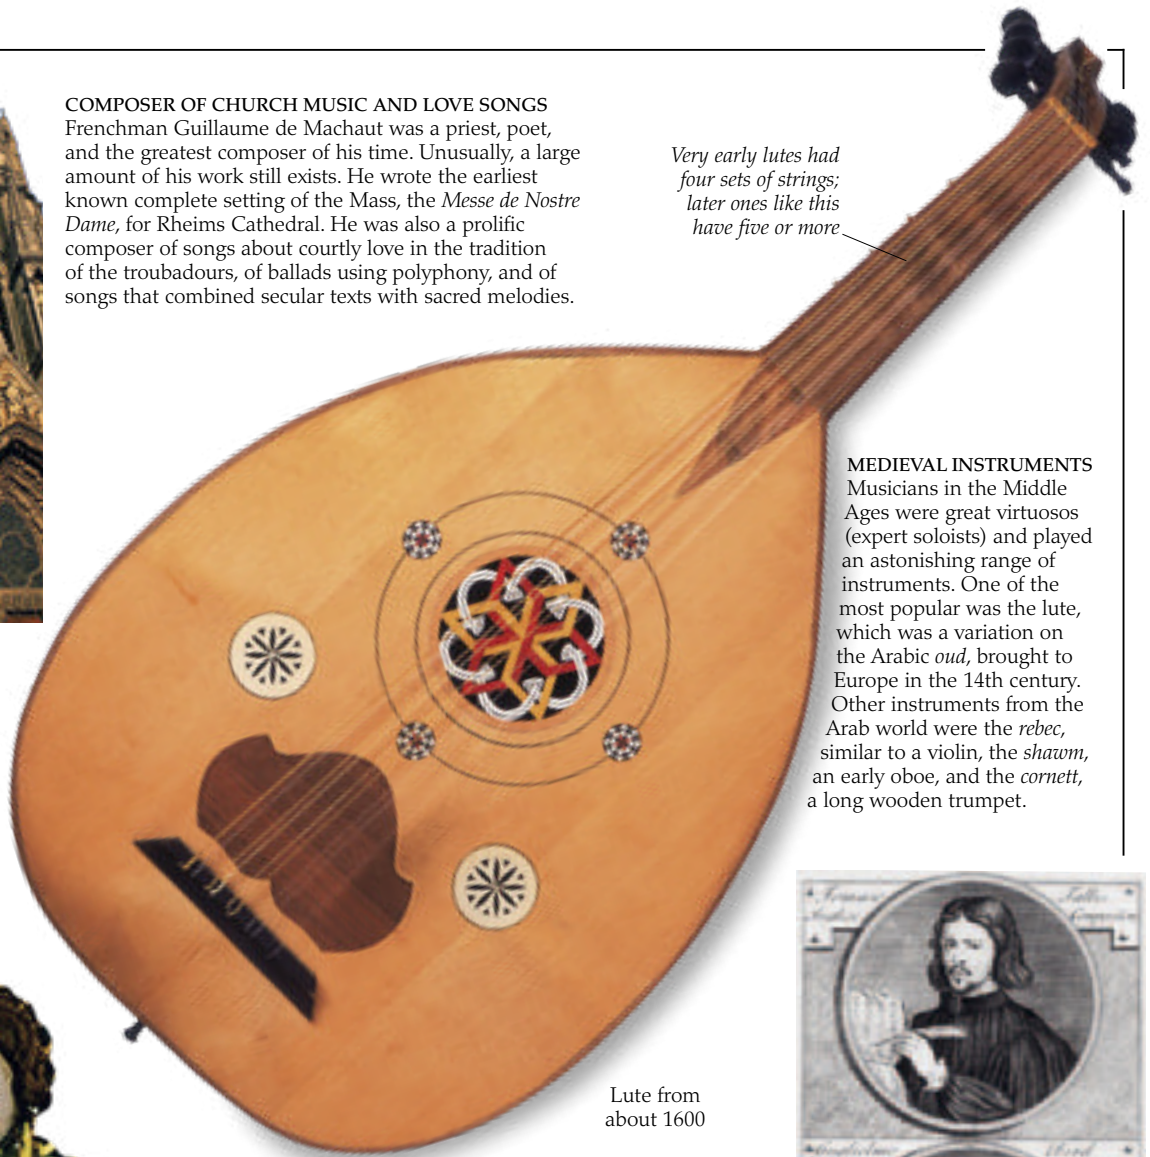 COMPOSER OF CHURCH MUSIC AND LOVE SONGS
Frenchman Guillaume de Machaut was a priest, poet,
and the greatest composer of his time. Unusually, a large
amount of his work still exists. He wrote the earliest
known complete setting of the Mass, the Messe de Nostre
Dame, for Rheims Cathedral. He was also a prolific
composer of songs about courtly love in the tradition
of the troubadours, of ballads using polyphony, and of
songs that combined secular texts with sacred melodies.
Very early lutes had
four sets of strings;
later ones like this
have five or more
MEDIEVAL INSTRUMENTS
Musicians in the Middle
Ages were great virtuosos
(expert soloists) and played
an astonishing range of
instruments. One of the
most popular was the lute,
which was a variation on
the Arabic oud, brought to
Europe in the 14th century.
Other instruments from the
Arab world were the rebec,
similar to a violin, the shawm,
an early oboe, and the cornett,
a long wooden trumpet.
Lute from
about 1600